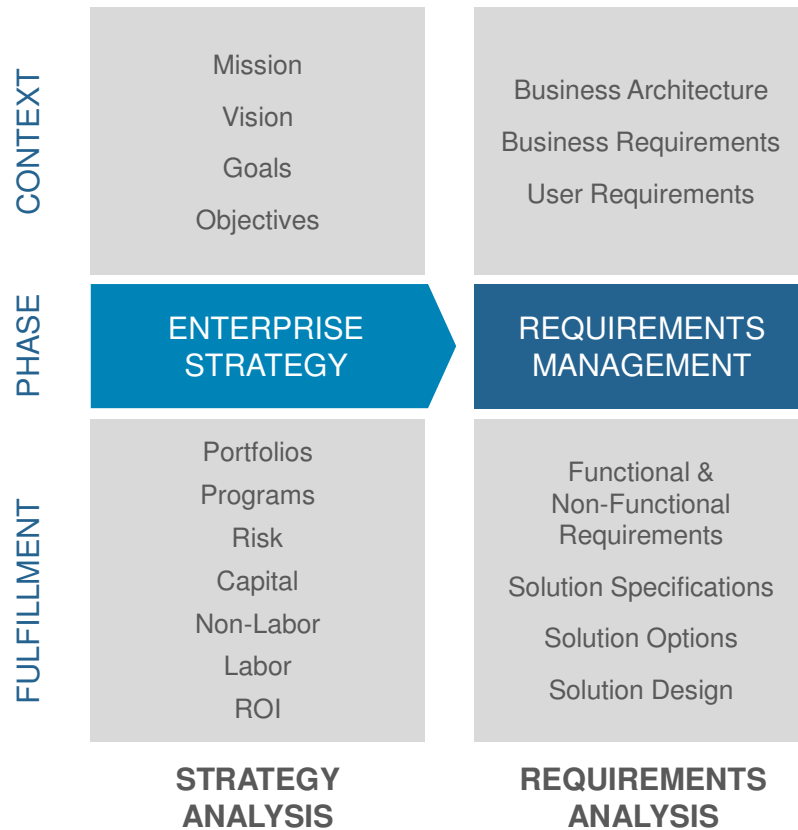 CONTEXT
Mission
Vision
Goals
Objectives
Business Architecture
Business Requirements
User Requirements
PHASE
ENTERPRISE
STRATEGY
REQUIREMENTS
MANAGEMENT
FULFILLMENT
Portfolios
Programs
Risk
Capital
Non-Labor
Labor
ROI
Functional &
Non-Functional
Requirements
Solution Specifications
Solution Options
Solution Design
STRATEGY
ANALYSIS
REQUIREMENTS
ANALYSIS